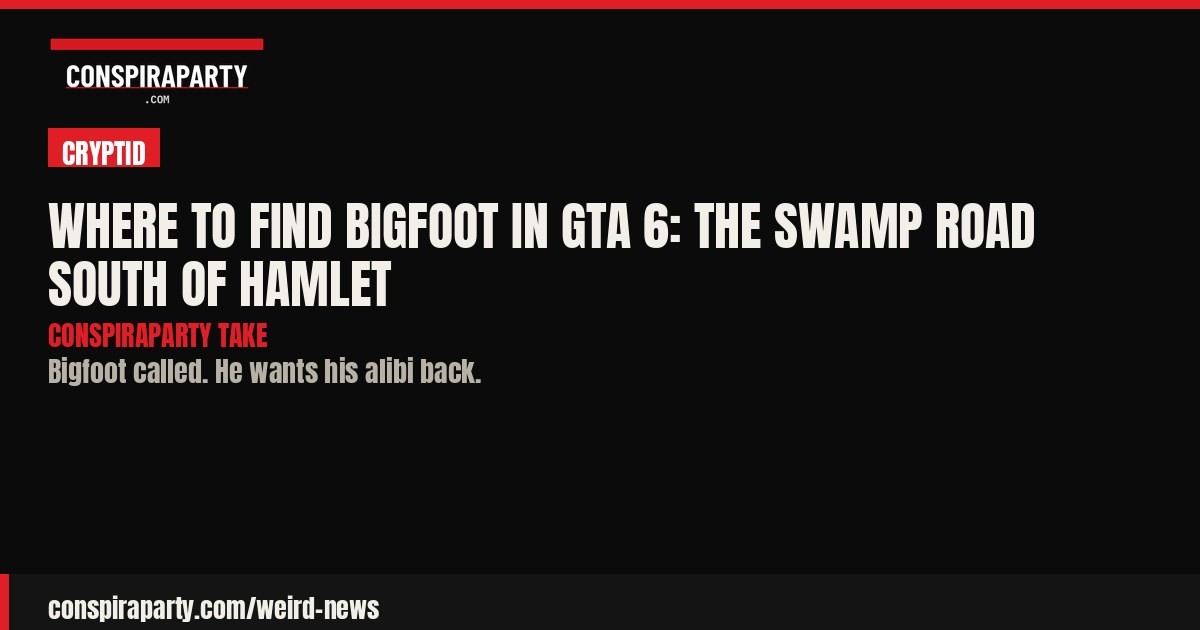 CONSPIRAPARTY
.COM
CRYPTID
WHERE TO FIND BIGFOOT IN GTA 6: THE SWAMP ROAD
SOUTH OF HAMLET
CONSPIRAPARTY TAKE
Bigfoot called. He wants his alibi back.
conspiraparty.com/weird-news